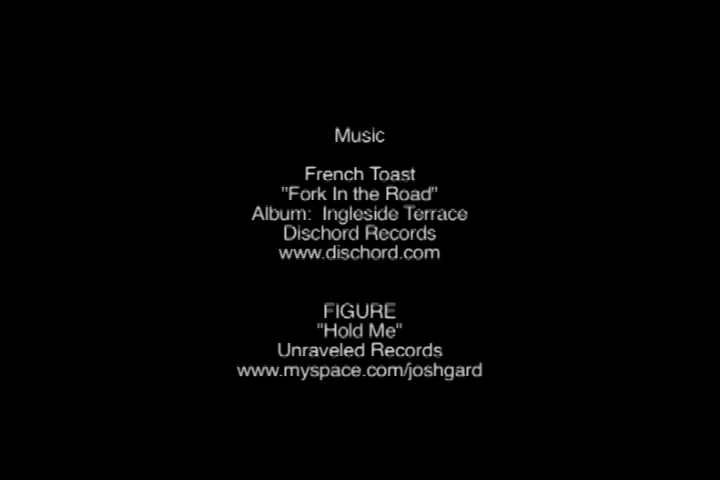 Music
French Toast
"Fork In the Road"
Album:  Ingleside Terrace
Dischord Records
www.dischord.com
FIGURE
"Hold Me"
Unraveled Records
www.myspace.com/joshgard